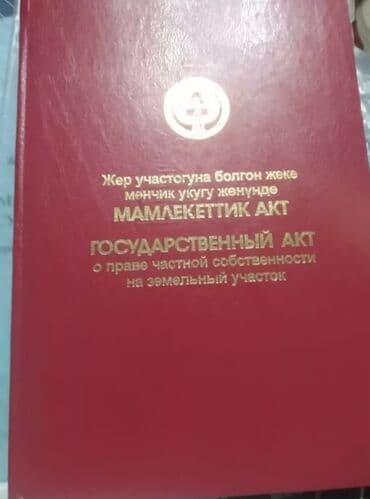 Жер участогуна болгон жеке
менчик укугу жөнүндө
МАМЛЕКЕТТИК АКТ
ГОСУДАРСТВЕННЫЙ АКТ
о праве частной собственности
на земельный участок